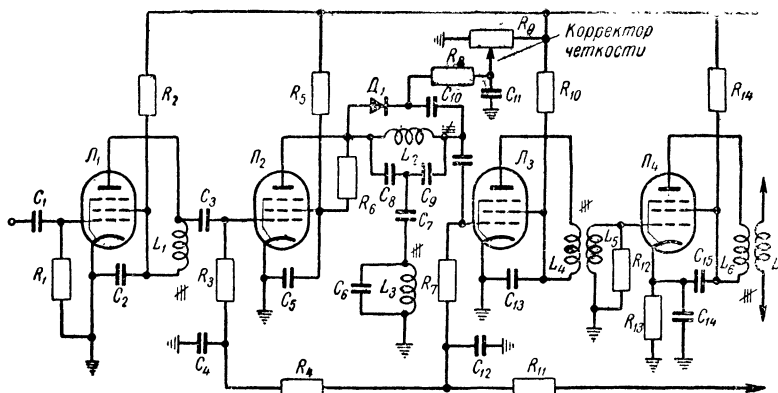 R₉
Корректор
четкости
R₈
R₂
R₅
Д₁
C₁₀
C₁₁
R₁₀
R₁₄
Л₁
Л₂
L₂
Л₃
Л₄
C₁
C₃
R₆
C₈
C₉
C₇
L₁
L₄
L₅
R₁₂
C₁₅
L₆
L
R₁
C₂
R₃
C₅
C₆
L₃
R₇
C₁₃
R₁₃
C₁₄
C₄
R₄
C₁₂
R₁₁